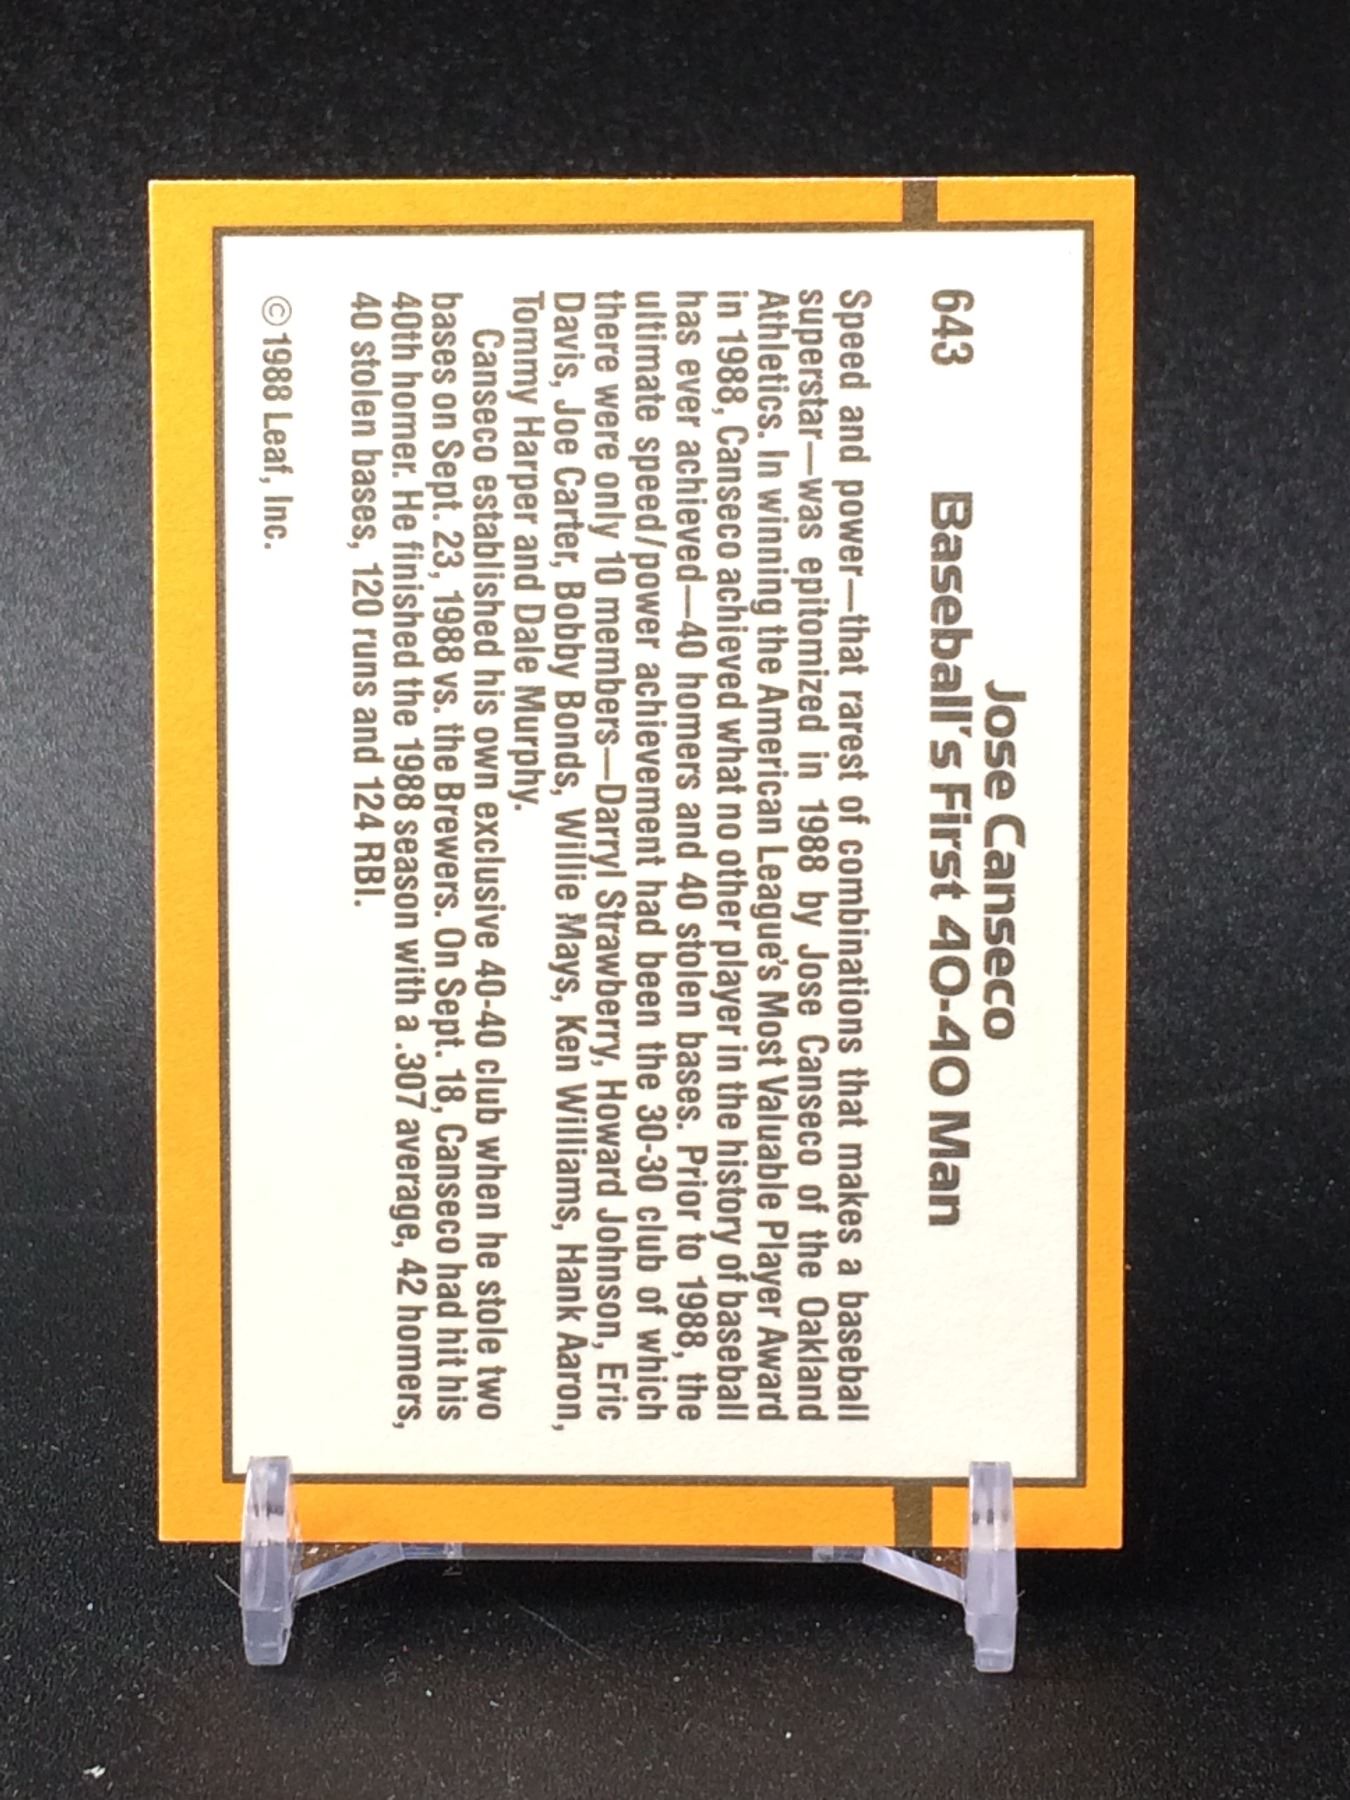 Jose Canseco
643 Baseball's First 40-40 Man
Speed and power—that rarest of combinations that makes a baseball
superstar—was epitomized in 1988 by Jose Canseco of the Oakland
Athletics. In winning the American League's Most Valuable Player Award
in 1988, Canseco achieved what no other player in the history of baseball
has ever achieved—40 homers and 40 stolen bases. Prior to 1988, the
ultimate speed/power achievement had been the 30-30 club of which
there were only 10 members—Darryl Strawberry, Howard Johnson, Eric
Davis, Joe Carter, Bobby Bonds, Willie Mays, Ken Williams, Hank Aaron,
Tommy Harper and Dale Murphy.
Canseco established his own exclusive 40-40 club when he stole two
bases on Sept. 23, 1988 vs. the Brewers. On Sept. 18, Canseco had hit his
40th homer. He finished the 1988 season with a .307 average, 42 homers,
40 stolen bases, 120 runs and 124 RBI.
© 1988 Leaf, Inc.